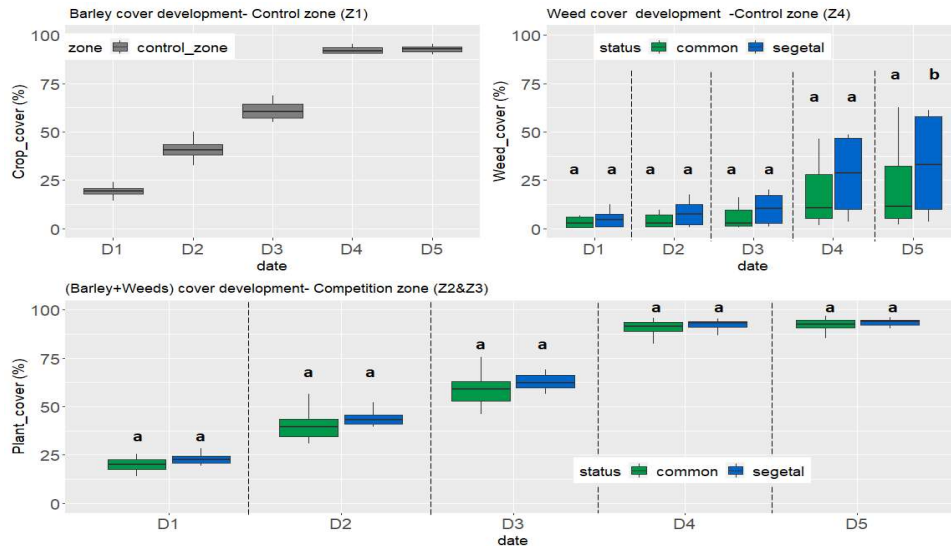 Barley cover development- Control zone (Z1)
zone control_zone
Crop_cover (%)
100
75
50
25
0
D1 D2 D3 D4 D5
date
Weed cover development -Control zone (Z4)
status common segetal
Weed_cover (%)
100
75
50
25
0
a a a a a a a a a b
D1 D2 D3 D4 D5
date
(Barley+Weeds) cover development- Competition zone (Z2&Z3)
Plant_cover (%)
100
75
50
25
0
a a a a a a a a a a
status common segetal
D1 D2 D3 D4 D5
date